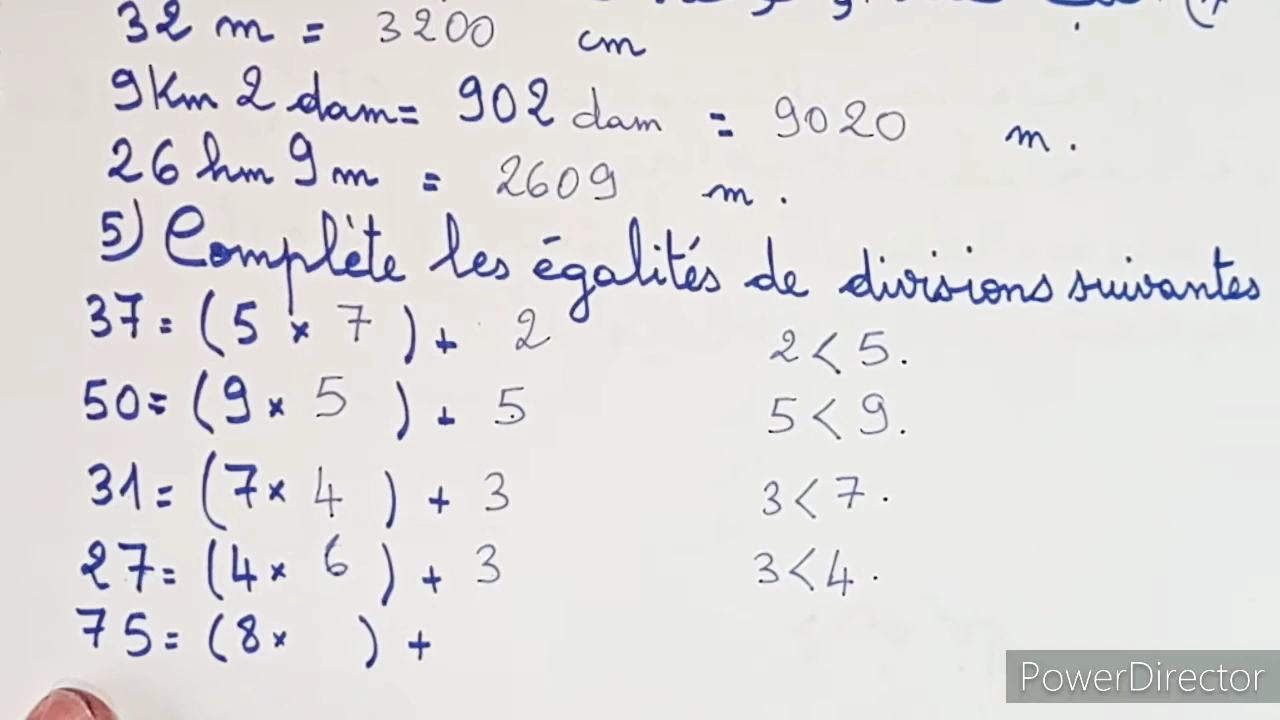 32 m = 3200 cm
9 Km 2 dam = 902 dam = 9020 m.
26 hm 9 m = 2609 m.
5) Complète les égalités de divisions suivantes
37 = (5 × 7) + 2 2 < 5.
50 = (9 × 5) + 5 5 < 9.
31 = (7 × 4) + 3 3 < 7.
27 = (4 × 6) + 3 3 < 4.
75 = (8 × ) +
PowerDirector